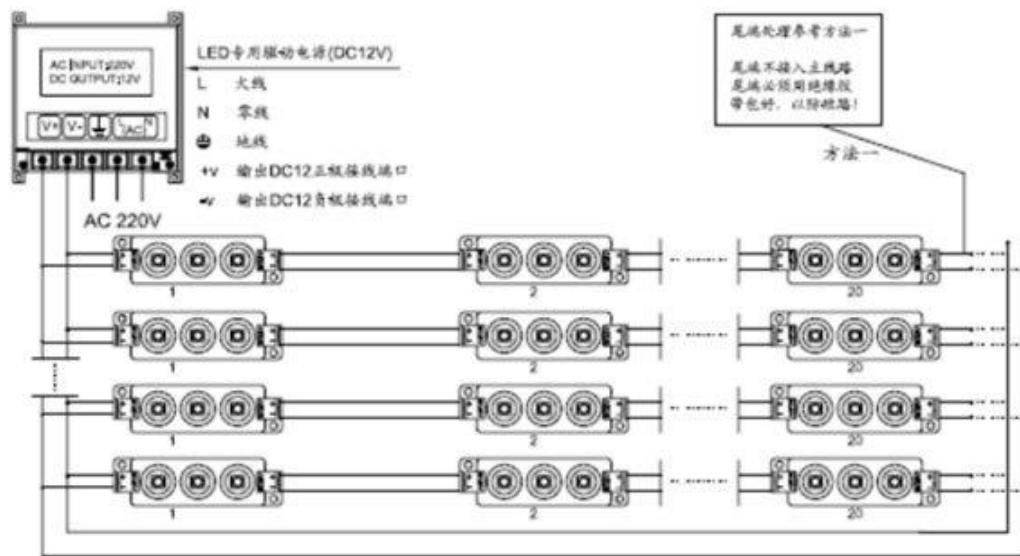 AC INPUT:220V
DC OUTPUT:12V
V+ V- L/AC N
LED专用驱动电源(DC12V)
L 火线
N 零线
地线
+v 输出DC12正极接线端口
-v 输出DC12负极接线端口
AC 220V
尾端处理参考方法一
尾端不接入主线路
尾端必须用绝缘胶
带包好，以防短路！
方法一
1 2 20
1 2 20
1 2 20
1 2 20